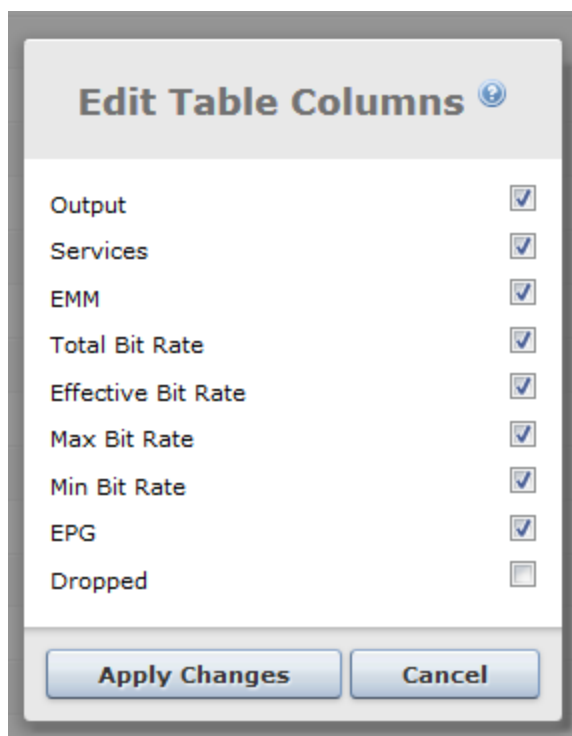 Edit Table Columns
Output
Services
EMM
Total Bit Rate
Effective Bit Rate
Max Bit Rate
Min Bit Rate
EPG
Dropped
Apply Changes Cancel